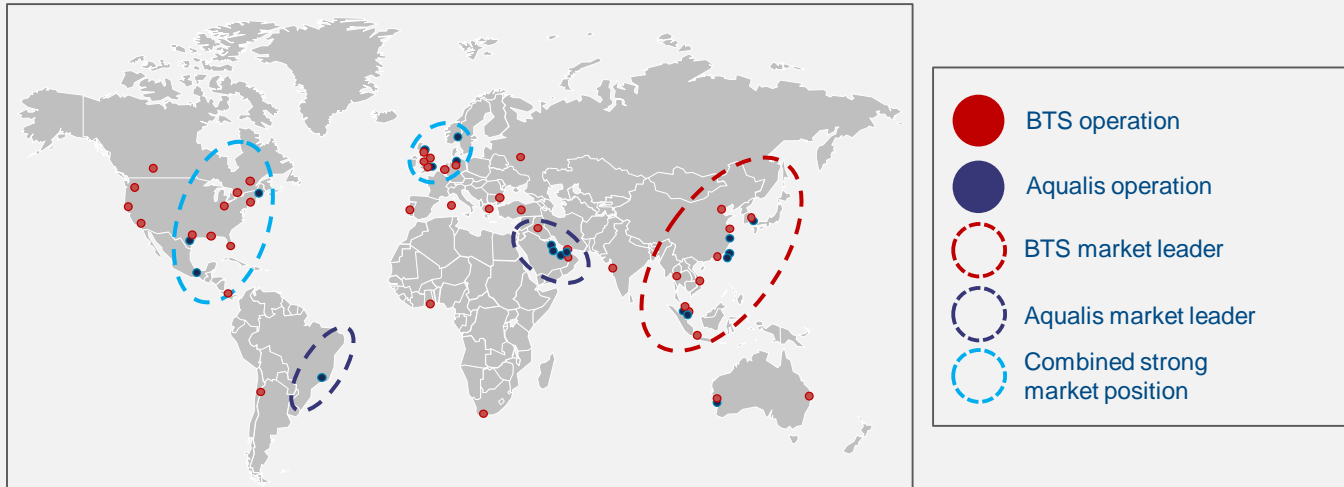 BTS operation
Aqualis operation
BTS market leader
Aqualis market leader
Combined strong
market position